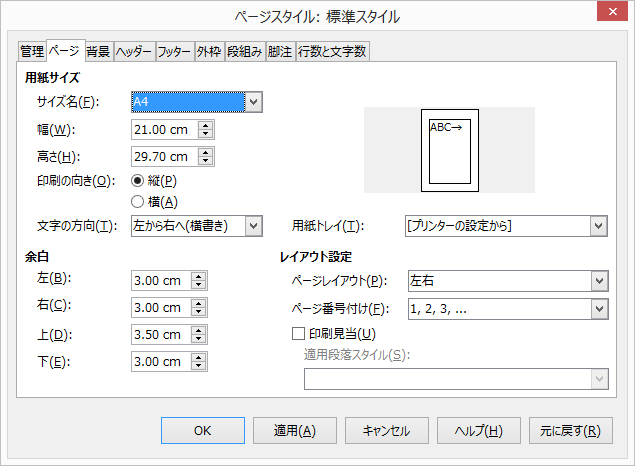 ページスタイル: 標準スタイル
管理 ページ 背景 ヘッダー フッター 外枠 段組み 脚注 行数と文字数
用紙サイズ
サイズ名(F): A4
幅(W): 21.00 cm
高さ(H): 29.70 cm
ABC→
印刷の向き(O): 縦(P)
横(A)
文字の方向(T): 左から右へ(横書き) 用紙トレイ(T): [プリンターの設定から]
余白 レイアウト設定
左(B): 3.00 cm ページレイアウト(P): 左右
右(C): 3.00 cm ページ番号付け(F): 1, 2, 3, ...
上(D): 3.50 cm 印刷見当(U)
下(E): 3.00 cm 適用段落スタイル(S):
OK 適用(A) キャンセル ヘルプ(H) 元に戻す(R)